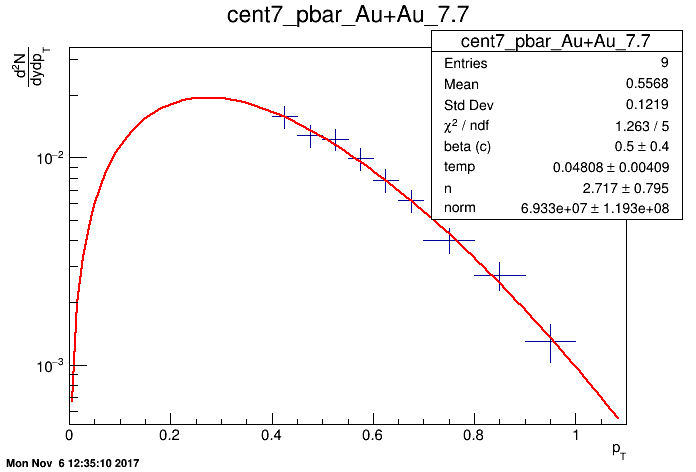 cent7_pbar_Au+Au_7.7
cent7_pbar_Au+Au_7.7
Entries 9
Mean 0.5568
Std Dev 0.1219
χ² / ndf 1.263 / 5
beta (c) 0.5 ± 0.4
temp 0.04808 ± 0.00409
n 2.717 ± 0.795
norm 6.933e+07 ± 1.193e+08
d²N
dydp_T
10⁻²
10⁻³
0 0.2 0.4 0.6 0.8 1
p_T
Mon Nov 6 12:35:10 2017